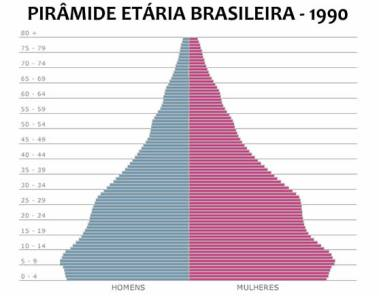 PIRÂMIDE ETÁRIA BRASILEIRA - 1990
80 +
75 - 79
70 - 74
65 - 69
60 - 64
55 - 59
50 - 54
45 - 49
40 - 44
35 - 39
30 - 34
25 - 29
20 - 24
15 - 19
10 - 14
5 - 9
0 - 4
HOMENS MULHERES